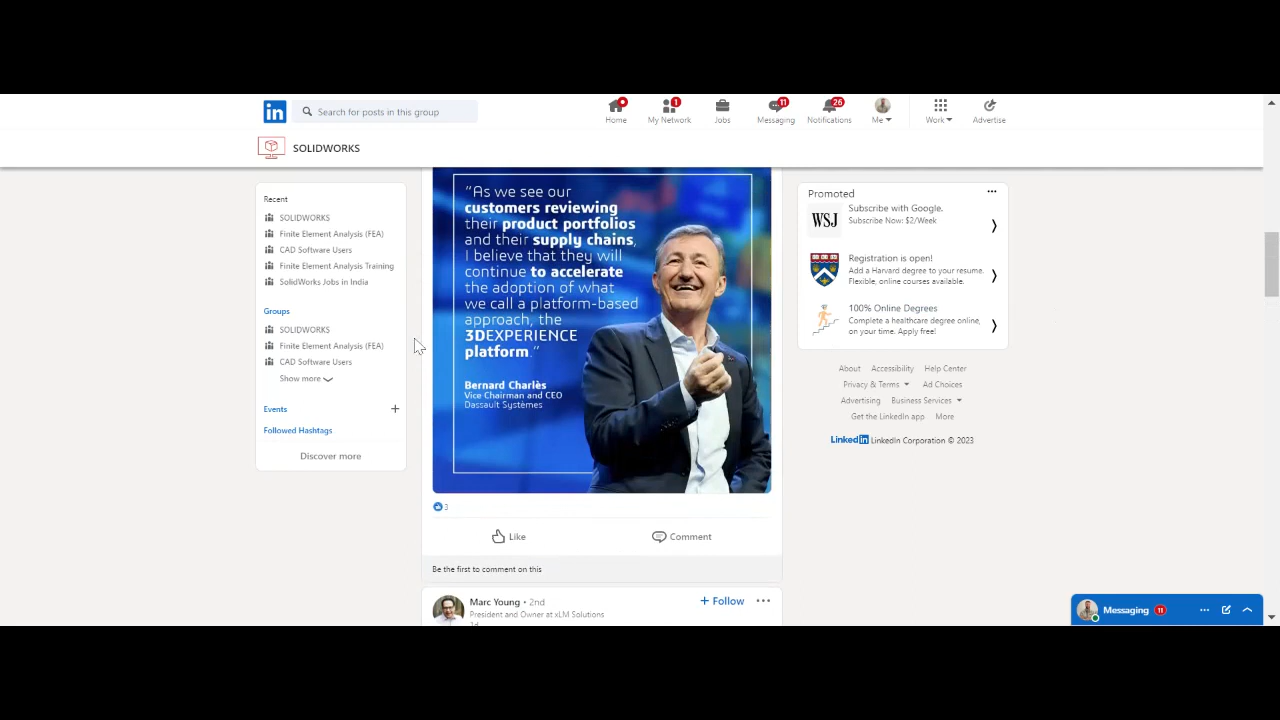 in
Search for posts in this group
1
11
26
Home
My Network
Jobs
Messaging
Notifications
Me
Work
Advertise
SOLIDWORKS
Recent
SOLIDWORKS
Finite Element Analysis (FEA)
CAD Software Users
Finite Element Analysis Training
SolidWorks Jobs in India
Groups
SOLIDWORKS
Finite Element Analysis (FEA)
CAD Software Users
Show more
Events
Followed Hashtags
Discover more
"As we see our
customers reviewing
their product portfolios
and their supply chains,
I believe that they will
continue to accelerate
the adoption of what
we call a platform-based
approach, the
3DEXPERIENCE
platform."
Bernard Charlès
Vice Chairman and CEO
Dassault Systèmes
3
Like
Comment
Be the first to comment on this
Marc Young • 2nd
+ Follow
President and Owner at xLM Solutions
1d
Promoted
WSJ
Subscribe with Google.
Subscribe Now: $2/Week
Registration is open!
Add a Harvard degree to your resume.
Flexible, online courses available.
100% Online Degrees
Complete a healthcare degree online,
on your time. Apply free!
About
Accessibility
Help Center
Privacy & Terms
Ad Choices
Advertising
Business Services
Get the LinkedIn app
More
LinkedIn LinkedIn Corporation © 2023
Messaging
11